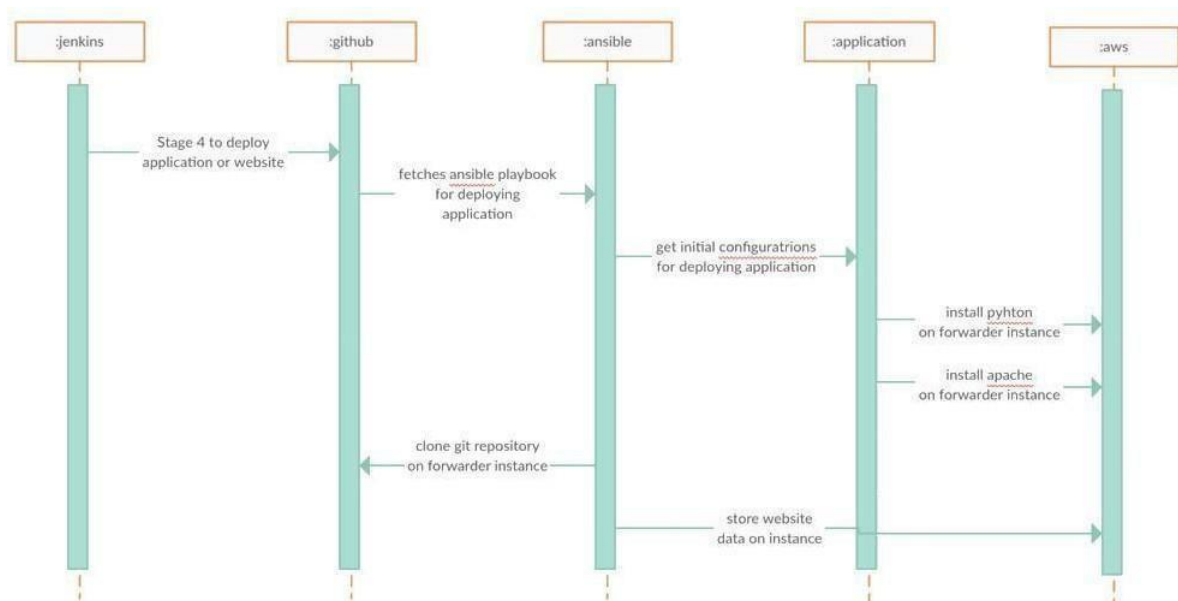 :jenkins
:github
:ansible
:application
:aws
Stage 4 to deploy
application or website
fetches ansible playbook
for deploying
application
get initial configuratrions
for deploying application
install pyhton
on forwarder instance
install apache
on forwarder instance
clone git repository
on forwarder instance
store website
data on instance